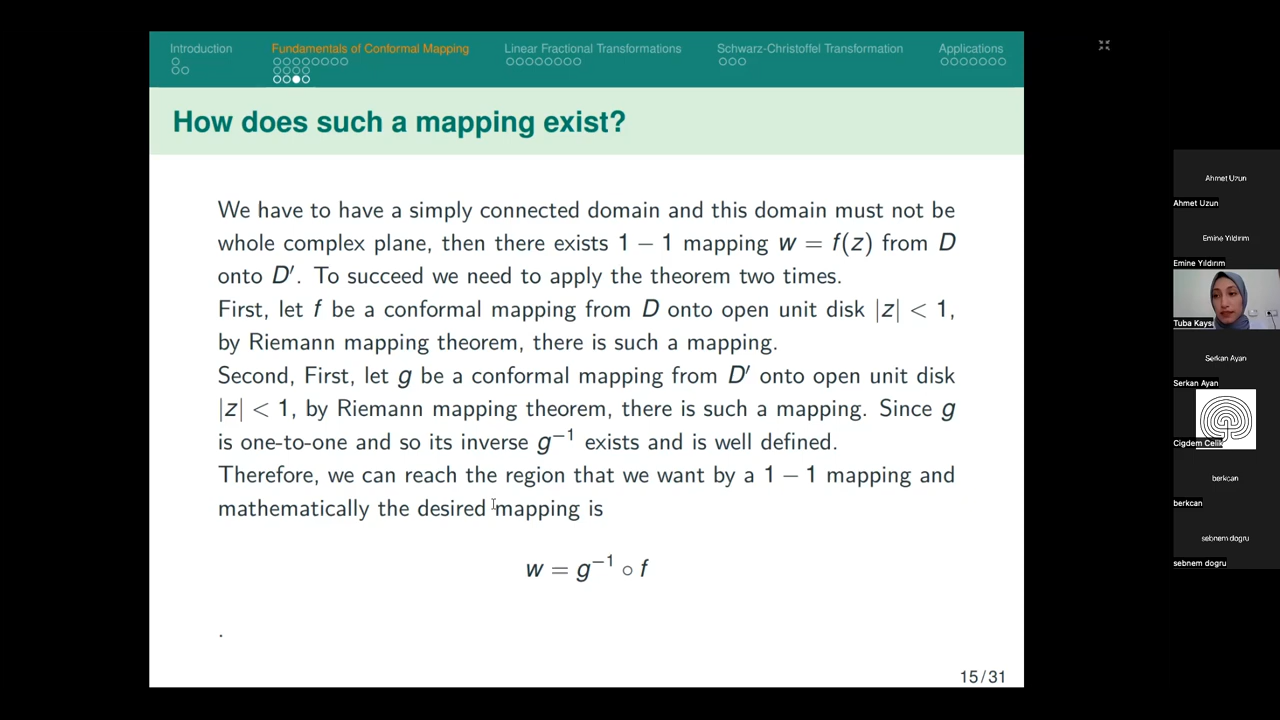 Introduction
Fundamentals of Conformal Mapping
Linear Fractional Transformations
Schwarz-Christoffel Transformation
Applications
How does such a mapping exist?
We have to have a simply connected domain and this domain must not be
whole complex plane, then there exists 1 − 1 mapping w = f(z) from D
onto D′. To succeed we need to apply the theorem two times.
First, let f be a conformal mapping from D onto open unit disk |z| < 1,
by Riemann mapping theorem, there is such a mapping.
Second, First, let g be a conformal mapping from D′ onto open unit disk
|z| < 1, by Riemann mapping theorem, there is such a mapping. Since g
is one-to-one and so its inverse g⁻¹ exists and is well defined.
Therefore, we can reach the region that we want by a 1 − 1 mapping and
mathematically the desired mapping is
w = g⁻¹ ∘ f
.
15/31
Ahmet Uzun
Ahmet Uzun
Emine Yıldırım
Emine Yıldırım
Tuba Kaysı
Serkan Ayan
Serkan Ayan
Cigdem Celik
berkcan
berkcan
sebnem dogru
sebnem dogru